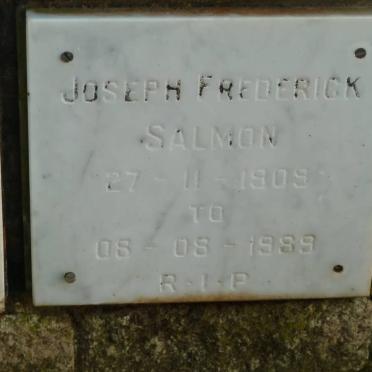 JOSEPH FREDERICK
SALMON
27 - 11 - 1909
TO
08 - 08 - 1989
R - I - P